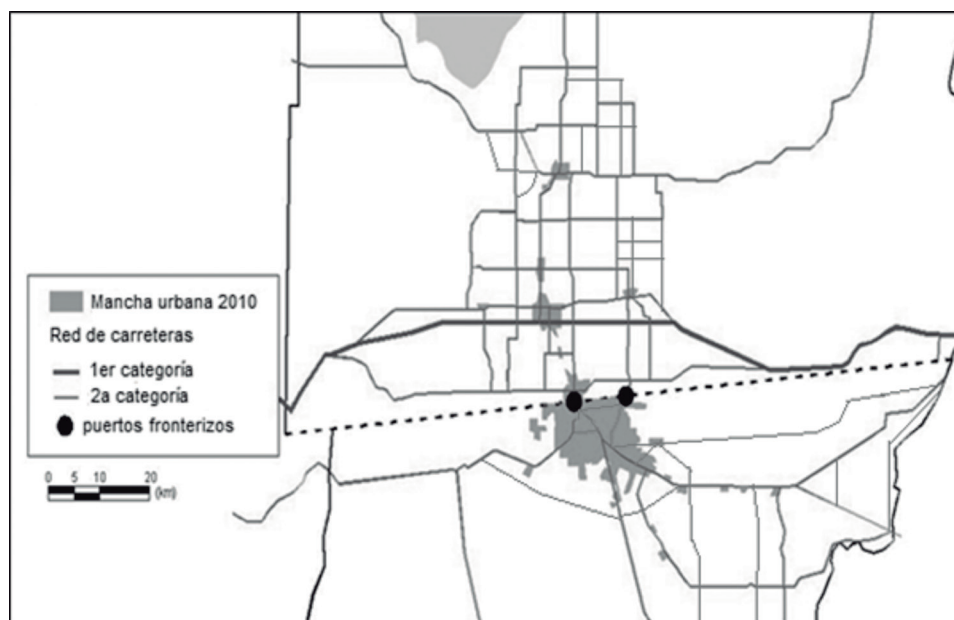 Mancha urbana 2010
Red de carreteras
1er categoría
2a categoría
puertos fronterizos
0 5 10 20
(km)